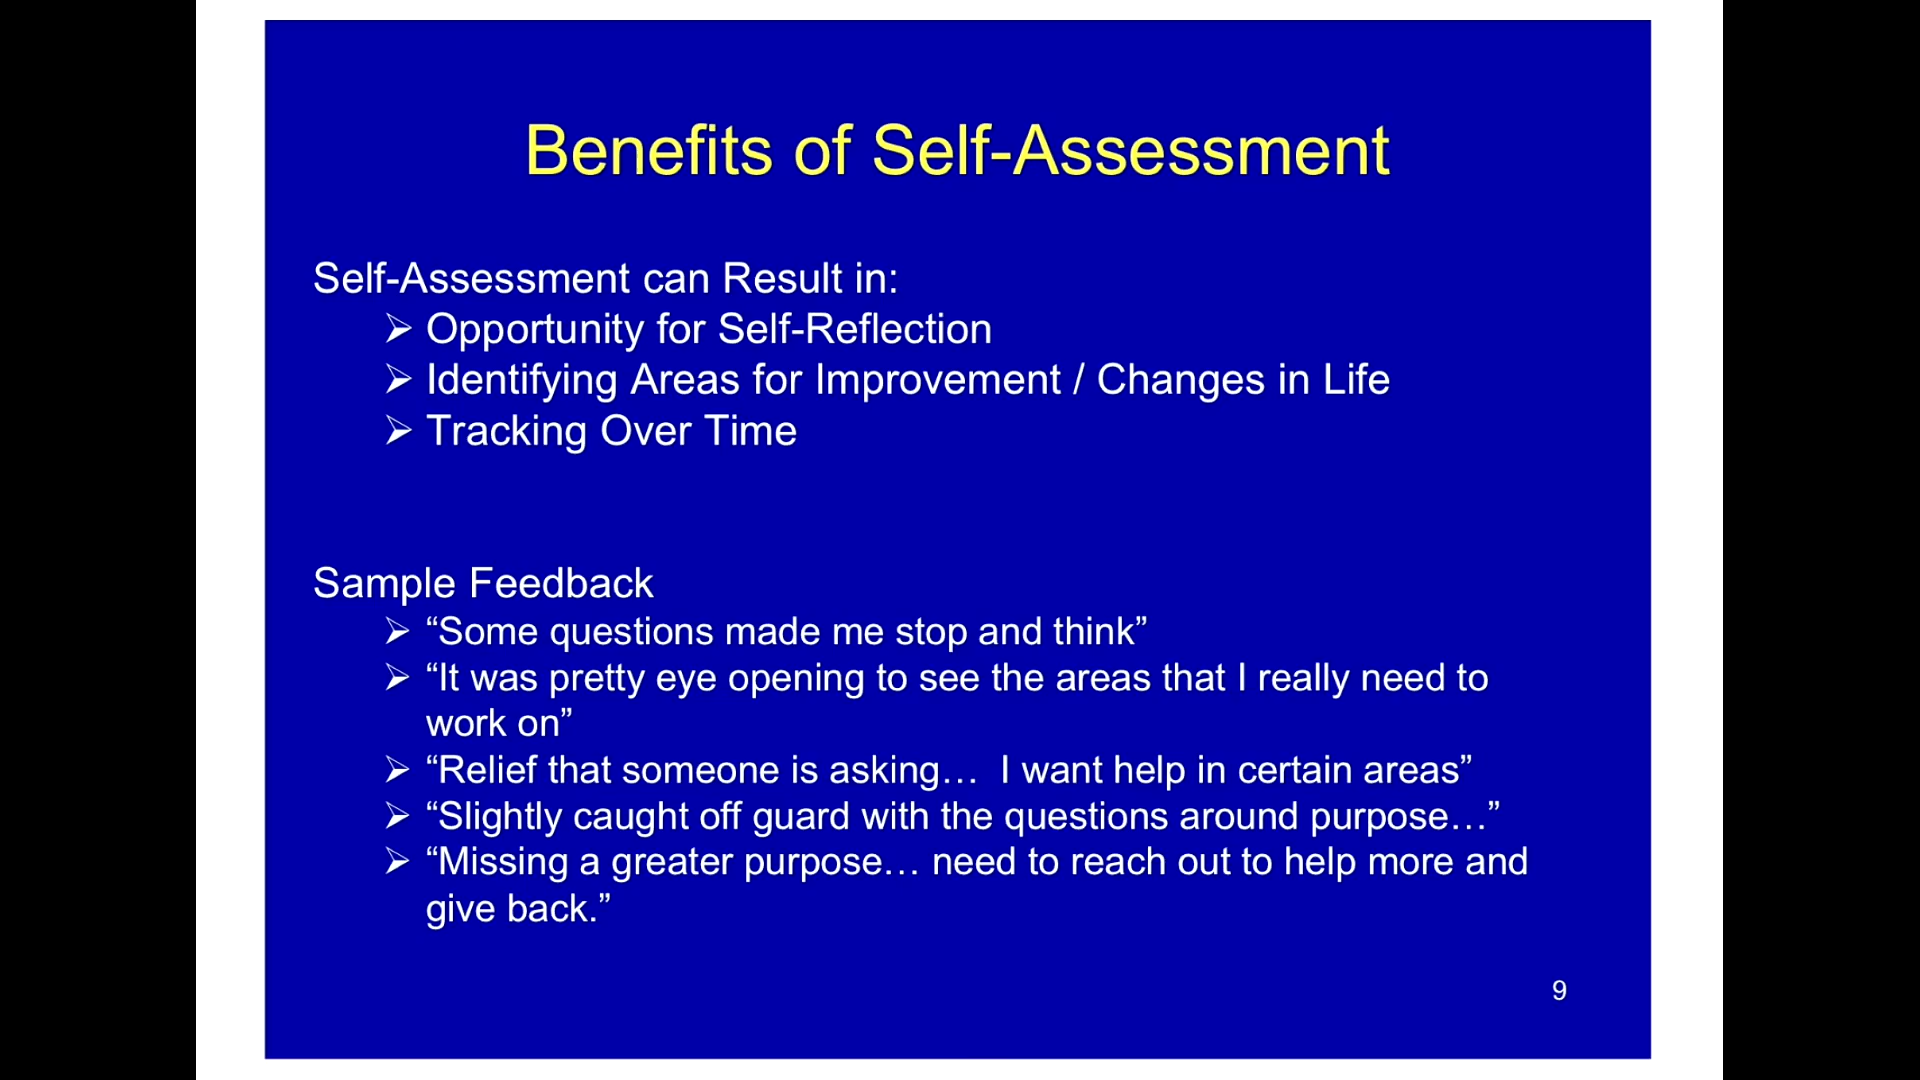 Benefits of Self-Assessment
Self-Assessment can Result in:
➢ Opportunity for Self-Reflection
➢ Identifying Areas for Improvement / Changes in Life
➢ Tracking Over Time
Sample Feedback
➢ “Some questions made me stop and think”
➢ “It was pretty eye opening to see the areas that I really need to
work on”
➢ “Relief that someone is asking…  I want help in certain areas”
➢ “Slightly caught off guard with the questions around purpose…”
➢ “Missing a greater purpose… need to reach out to help more and
give back.”
9